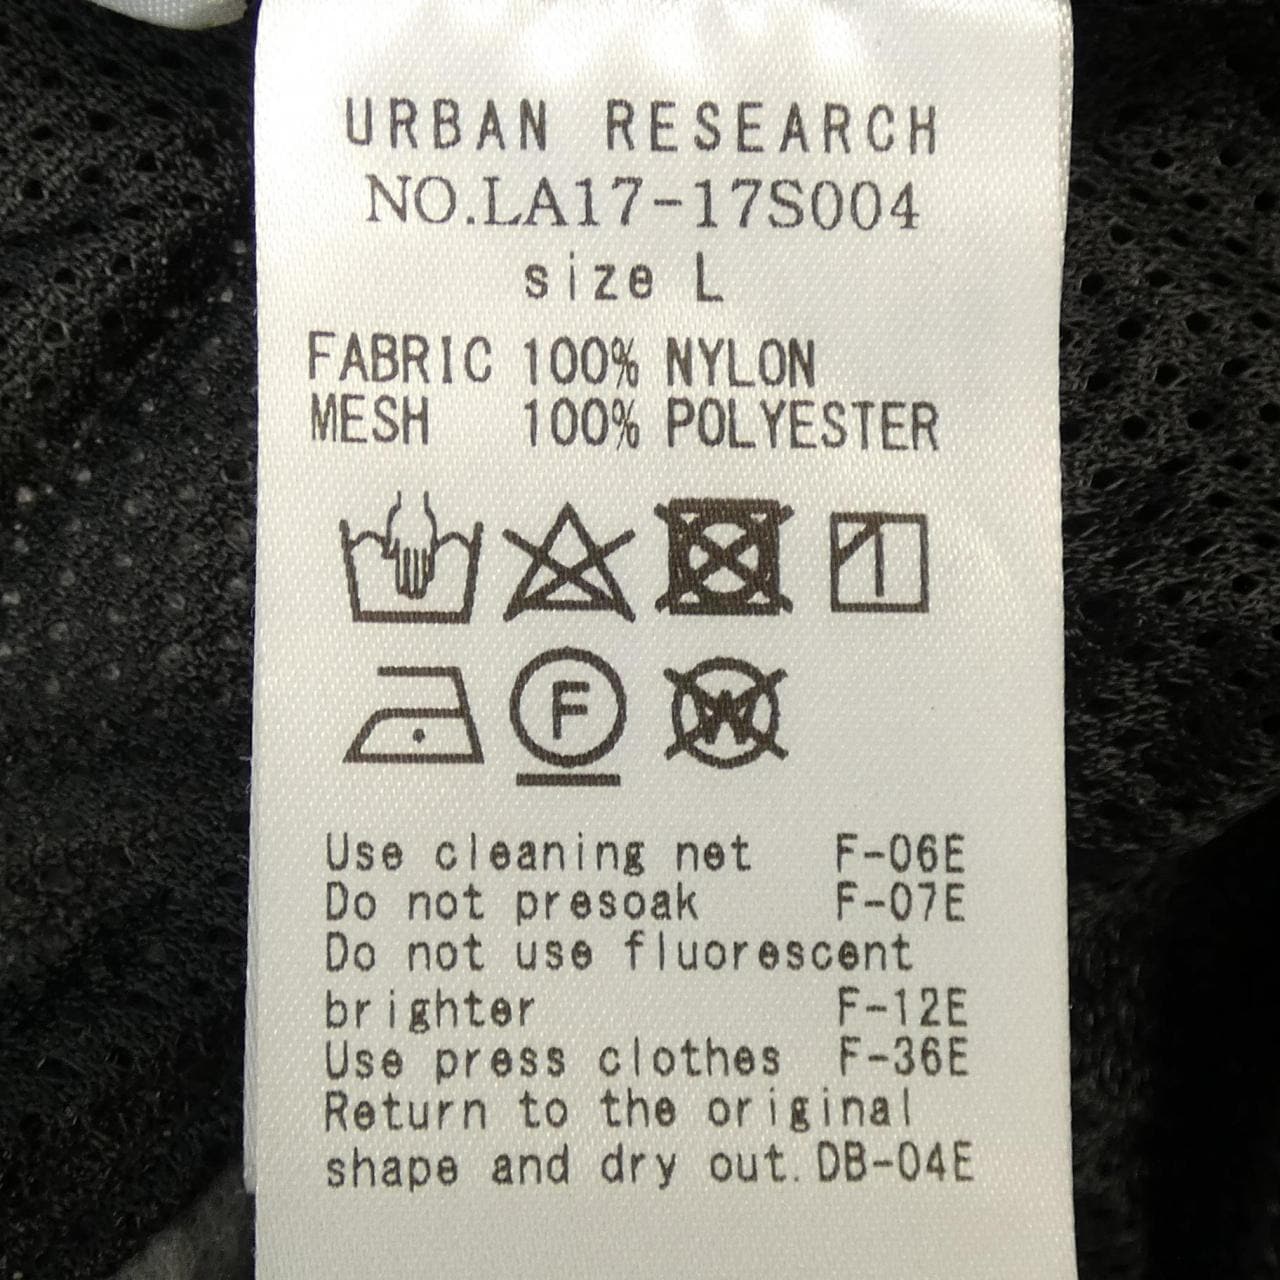 URBAN RESEARCH
NO.LA17-17S004
size L
FABRIC 100% NYLON
MESH 100% POLYESTER
F W
Use cleaning net F-06E
Do not presoak F-07E
Do not use fluorescent
brighter F-12E
Use press clothes F-36E
Return to the original
shape and dry out. DB-04E